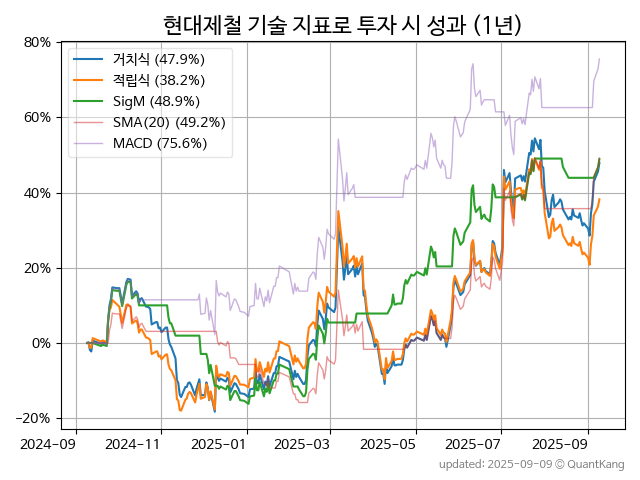 현대제철 기술 지표로 투자 시 성과 (1년)
80%
60%
40%
20%
0%
−20%
거치식 (47.9%)
적립식 (38.2%)
SigM (48.9%)
SMA(20) (49.2%)
MACD (75.6%)
2024-09
2024-11
2025-01
2025-03
2025-05
2025-07
2025-09
updated: 2025-09-09 © QuantKang